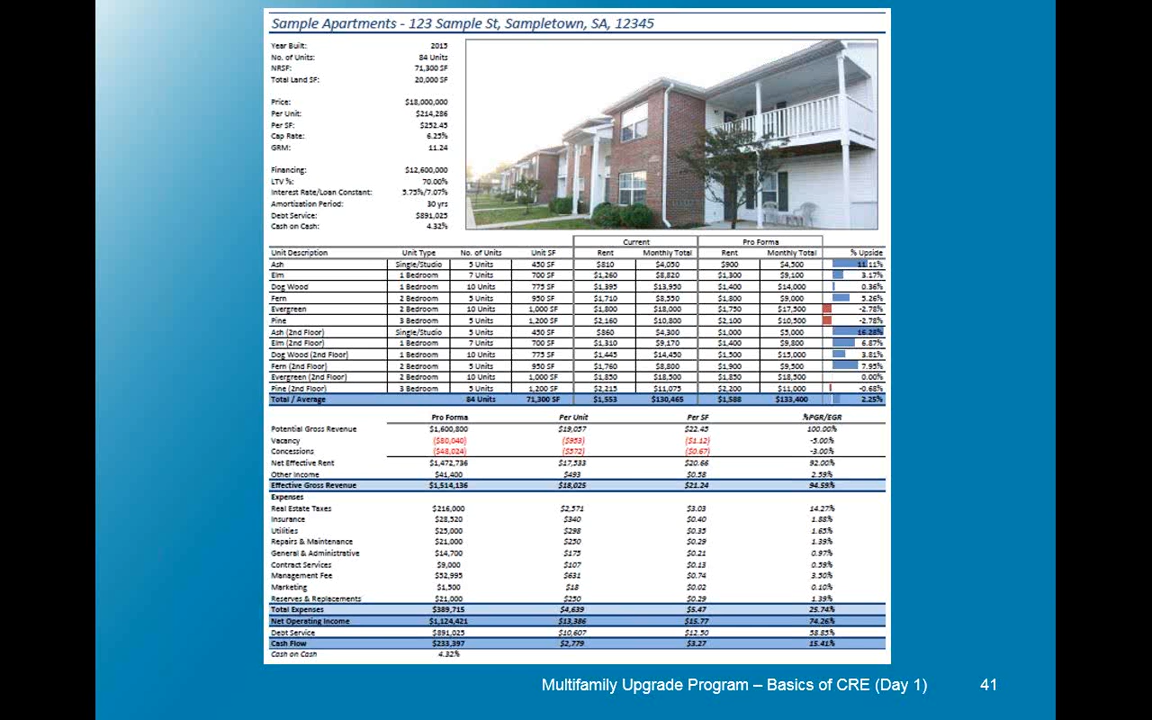 Sample Apartments - 123 Sample St, Sampletown, SA, 12345
Year Built: 2015
No. of Units: 84 Units
NRSF: 71,300 SF
Total Land SF: 20,000 SF
Price: $18,000,000
Per Unit: $214,286
Per SF: $252.45
Cap Rate: 6.25%
GRM: 11.24
Financing: $12,600,000
LTV %: 70.00%
Interest Rate/Loan Constant: 5.75%/7.07%
Amortization Period: 30 yrs
Debt Service: $891,025
Cash on Cash: 4.32%
Current Pro Forma
Unit Description Unit Type No. of Units Unit SF Rent Monthly Total Rent Monthly Total % Upside
Ash Single/Studio 5 Units 450 SF $810 $4,050 $900 $4,500 11.11%
Elm 1 Bedroom 7 Units 700 SF $1,260 $8,820 $1,300 $9,100 3.17%
Dog Wood 1 Bedroom 10 Units 775 SF $1,395 $13,950 $1,400 $14,000 0.36%
Fern 2 Bedroom 5 Units 950 SF $1,710 $8,550 $1,800 $9,000 5.26%
Evergreen 2 Bedroom 10 Units 1,000 SF $1,800 $18,000 $1,750 $17,500 -2.78%
Pine 3 Bedroom 5 Units 1,200 SF $2,160 $10,800 $2,100 $10,500 -2.78%
Ash (2nd Floor) Single/Studio 5 Units 450 SF $860 $4,300 $1,000 $5,000 16.28%
Elm (2nd Floor) 1 Bedroom 7 Units 700 SF $1,310 $9,170 $1,400 $9,800 6.87%
Dog Wood (2nd Floor) 1 Bedroom 10 Units 775 SF $1,445 $14,450 $1,500 $15,000 3.81%
Fern (2nd Floor) 2 Bedroom 5 Units 950 SF $1,760 $8,800 $1,900 $9,500 7.95%
Evergreen (2nd Floor) 2 Bedroom 10 Units 1,000 SF $1,850 $18,500 $1,850 $18,500 0.00%
Pine (2nd Floor) 3 Bedroom 5 Units 1,200 SF $2,215 $11,075 $2,200 $11,000 -0.68%
Total / Average 84 Units 71,300 SF $1,553 $130,465 $1,588 $133,400 2.25%
Pro Forma Per Unit Per SF %PGR/EGR
Potential Gross Revenue $1,600,800 $19,057 $22.45 100.00%
Vacancy ($80,040) ($953) ($1.12) -5.00%
Concessions ($48,024) ($572) ($0.67) -3.00%
Net Effective Rent $1,472,736 $17,533 $20.66 92.00%
Other Income $41,400 $493 $0.58 2.59%
Effective Gross Revenue $1,514,136 $18,025 $21.24 94.59%
Expenses
Real Estate Taxes $216,000 $2,571 $3.03 14.27%
Insurance $28,520 $340 $0.40 1.88%
Utilities $25,000 $298 $0.35 1.65%
Repairs & Maintenance $21,000 $250 $0.29 1.39%
General & Administrative $14,700 $175 $0.21 0.97%
Contract Services $9,000 $107 $0.13 0.59%
Management Fee $52,995 $631 $0.74 3.50%
Marketing $1,500 $18 $0.02 0.10%
Reserves & Replacements $21,000 $250 $0.29 1.39%
Total Expenses $389,715 $4,639 $5.47 25.74%
Net Operating Income $1,124,421 $13,386 $15.77 74.26%
Debt Service $891,025 $10,607 $12.50 58.85%
Cash Flow $233,397 $2,779 $3.27 15.41%
Cash on Cash 4.32%
Multifamily Upgrade Program – Basics of CRE (Day 1) 41